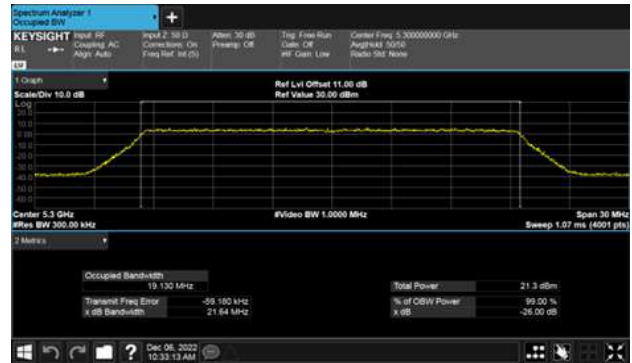 Spectrum Analyzer 1
Occupied BW
KEYSIGHT Input: RF Input Z: 50 Ω Atten: 30 dB Trig: Free Run Center Freq: 5.300000000 GHz
R L Coupling: AC Corrections: On Preamp: Off Gate: Off Avg|Hold: 50/50
Align: Auto Freq Ref: Int (S) #IF Gain: Low Radio Std: None
1 Graph
Scale/Div 10.0 dB
Ref Lvl Offset 11.00 dB
Ref Value 30.00 dBm
Log
20.0
10.0
-10.0
-20.0
-30.0
-40.0
-50.0
-60.0
Center 5.3 GHz #Video BW 1.0000 MHz Span 30 MHz
#Res BW 300.00 kHz Sweep 1.07 ms (4001 pts)
2 Metrics
Occupied Bandwidth
19.130 MHz
Total Power 21.3 dBm
Transmit Freq Error -59.180 kHz % of OBW Power 99.00 %
x dB Bandwidth 21.64 MHz x dB -26.00 dB
Dec 06, 2022
10:33:13 AM